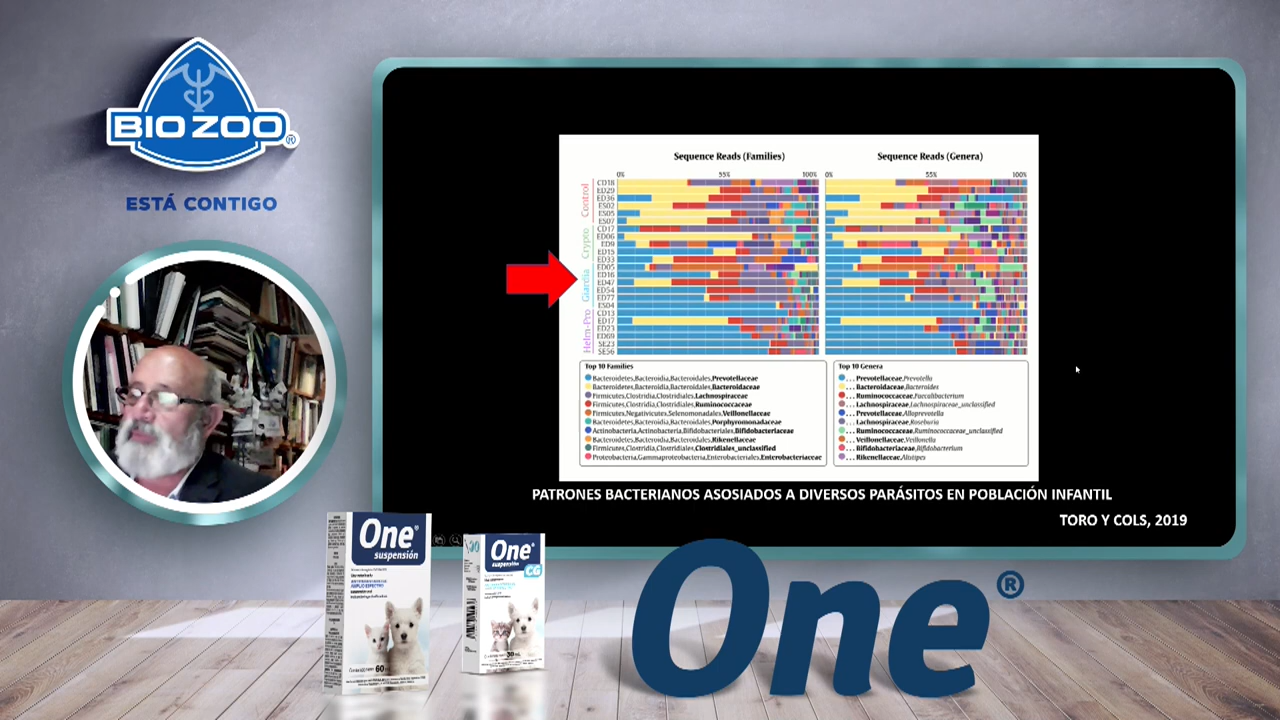 BIO ZOO®
ESTÁ CONTIGO
Sequence Reads (Families)
Sequence Reads (Genera)
0% 55% 100%
0% 55% 100%
Control
Crypto
Giardia
Helm-Pro
CD18
ED29
ED36
ES02
ES05
ES07
CD17
ED06
ED9
ED15
ED33
ED05
ED16
ED47
ED54
ED77
ES04
CD13
ED17
ED23
ED69
SE23
SE56
Top 10 Families
Bacteroidetes,Bacteroidia,Bacteroidales,Prevotellaceae
Bacteroidetes,Bacteroidia,Bacteroidales,Bacteroidaceae
Firmicutes,Clostridia,Clostridiales,Lachnospiraceae
Firmicutes,Clostridia,Clostridiales,Ruminococcaceae
Firmicutes,Negativicutes,Selenomonadales,Veillonellaceae
Bacteroidetes,Bacteroidia,Bacteroidales,Porphyromonadaceae
Actinobacteria,Actinobacteria,Bifidobacteriales,Bifidobacteriaceae
Bacteroidetes,Bacteroidia,Bacteroidales,Rikenellaceae
Firmicutes,Clostridia,Clostridiales,Clostridiales_unclassified
Proteobacteria,Gammaproteobacteria,Enterobacteriales,Enterobacteriaceae
Top 10 Genera
...Prevotellaceae,Prevotella
...Bacteroidaceae,Bacteroides
...Ruminococcaceae,Faecalibacterium
...Lachnospiraceae,Lachnospiraceae_unclassified
...Prevotellaceae,Alloprevotella
...Lachnospiraceae,Roseburia
...Ruminococcaceae,Ruminococcaceae_unclassified
...Veillonellaceae,Veillonella
...Bifidobacteriaceae,Bifidobacterium
...Rikenellaceae,Alistipes
PATRONES BACTERIANOS ASOSIADOS A DIVERSOS PARÁSITOS EN POBLACIÓN INFANTIL
TORO Y COLS, 2019
One®
suspensión
60 mL
One®
suspensión
CG
30 mL
One®